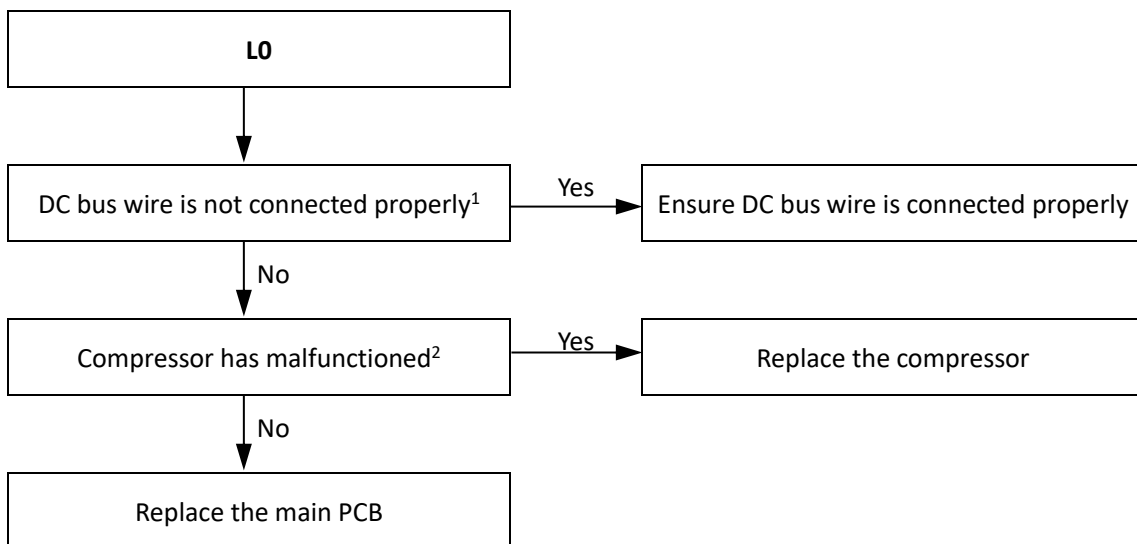 L0
DC bus wire is not connected properly¹
Yes
Ensure DC bus wire is connected properly
No
Compressor has malfunctioned²
Yes
Replace the compressor
No
Replace the main PCB